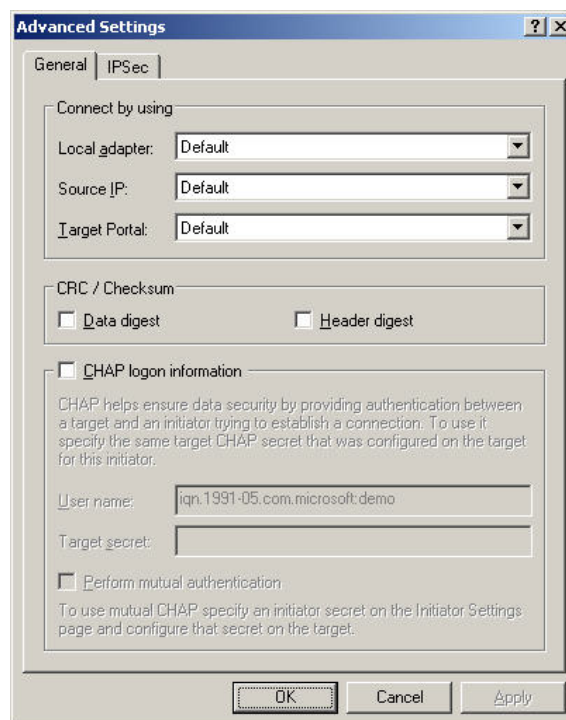 Advanced Settings
General
IPSec
Connect by using
Local adapter:
Default
Source IP:
Default
Target Portal:
Default
CRC / Checksum
Data digest
Header digest
CHAP logon information
CHAP helps ensure data security by providing authentication between
a target and an initiator trying to establish a connection. To use it
specify the same target CHAP secret that was configured on the target
for this initiator.
User name:
iqn.1991-05.com.microsoft:demo
Target secret:
Perform mutual authentication
To use mutual CHAP specify an initiator secret on the Initiator Settings
page and configure that secret on the target.
OK
Cancel
Apply